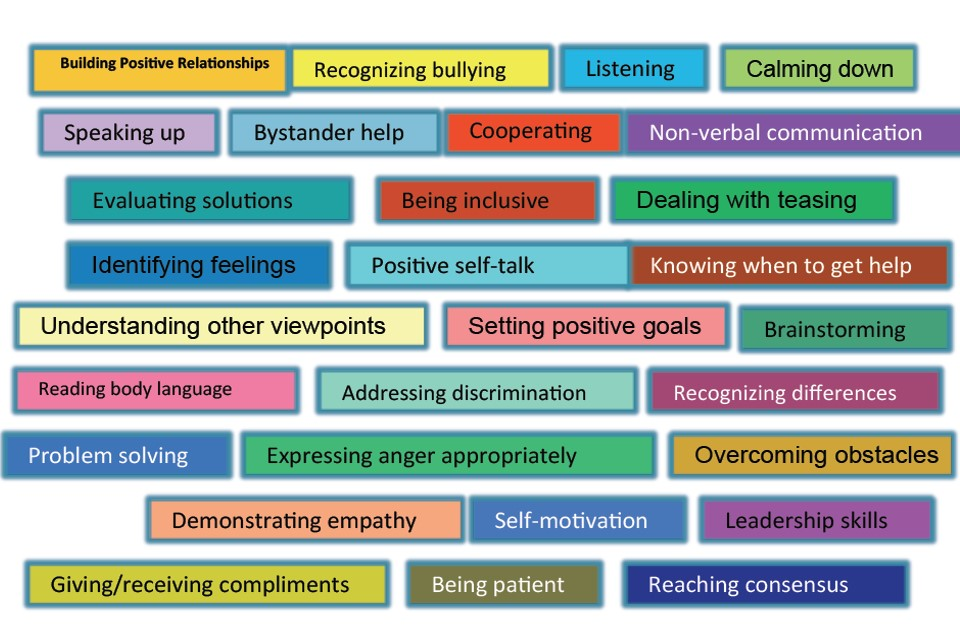 Building Positive Relationships
Recognizing bullying
Listening
Calming down
Speaking up
Bystander help
Cooperating
Non-verbal communication
Evaluating solutions
Being inclusive
Dealing with teasing
Identifying feelings
Positive self-talk
Knowing when to get help
Understanding other viewpoints
Setting positive goals
Brainstorming
Reading body language
Addressing discrimination
Recognizing differences
Problem solving
Expressing anger appropriately
Overcoming obstacles
Demonstrating empathy
Self-motivation
Leadership skills
Giving/receiving compliments
Being patient
Reaching consensus